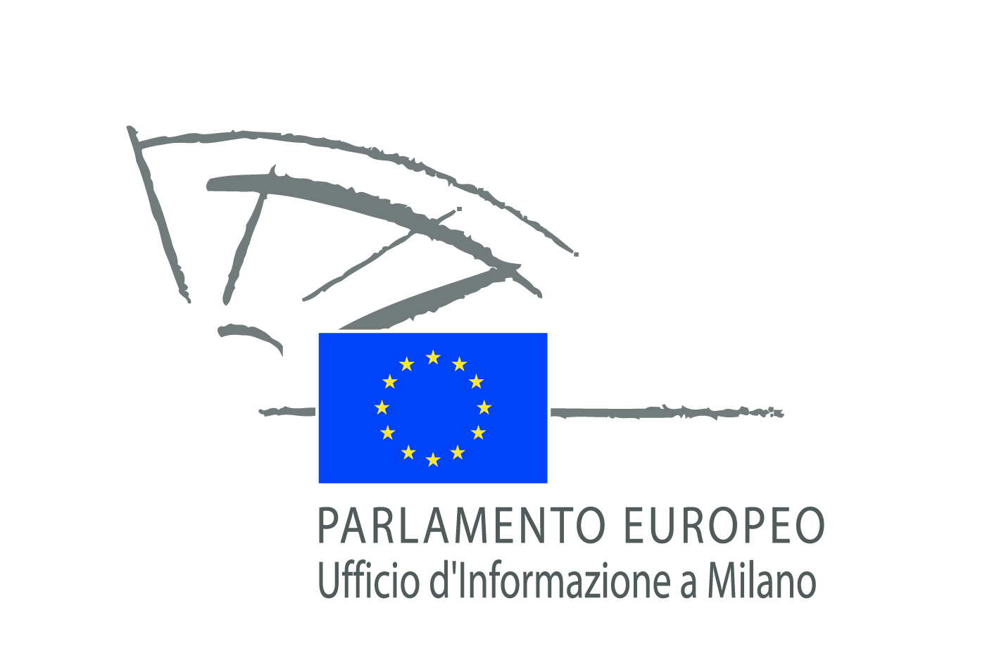 PARLAMENTO EUROPEO
Ufficio d'Informazione a Milano